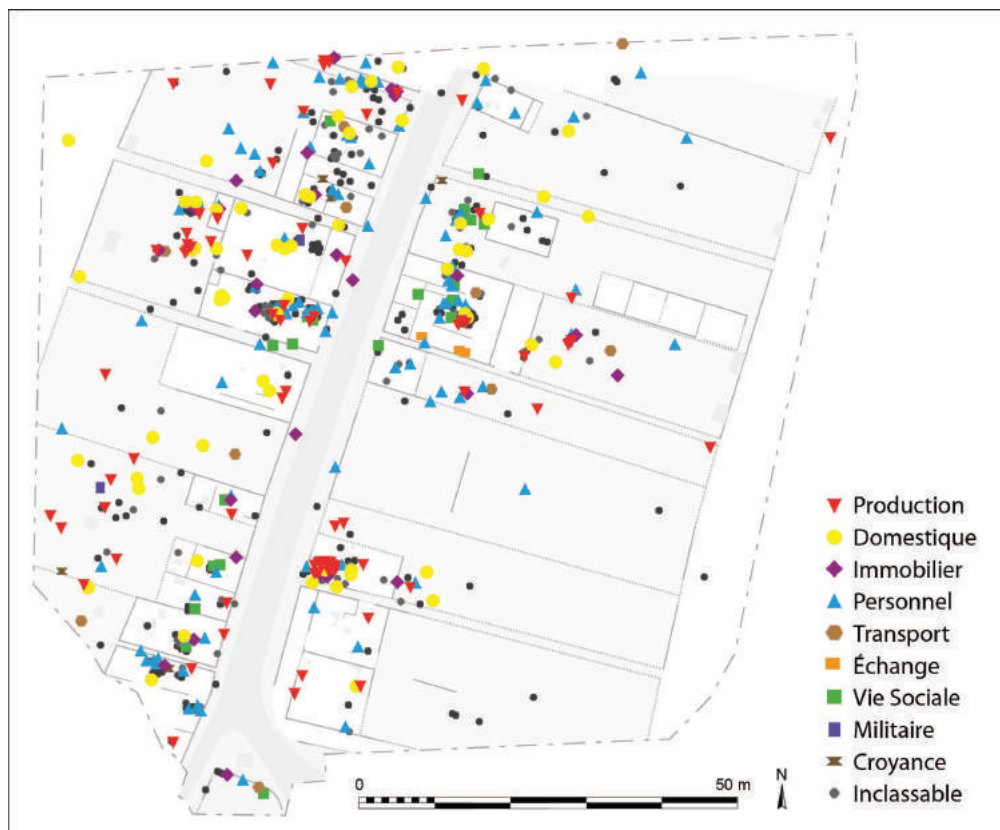 Production
Domestique
Immobilier
Personnel
Transport
Échange
Vie Sociale
Militaire
Croyance
Inclassable
0 50 m
N